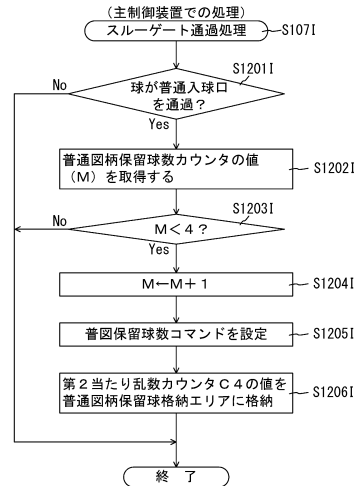 (主制御装置での処理)
スルーゲート通過処理
S107I
S1201I
No
球が普通入球口
を通過?
Yes
普通図柄保留球数カウンタの値
(M)を取得する
S1202I
S1203I
No
M<4?
Yes
M←M+1
S1204I
普図保留球数コマンドを設定
S1205I
第2当たり乱数カウンタC4の値を
普通図柄保留球格納エリアに格納
S1206I
終 了